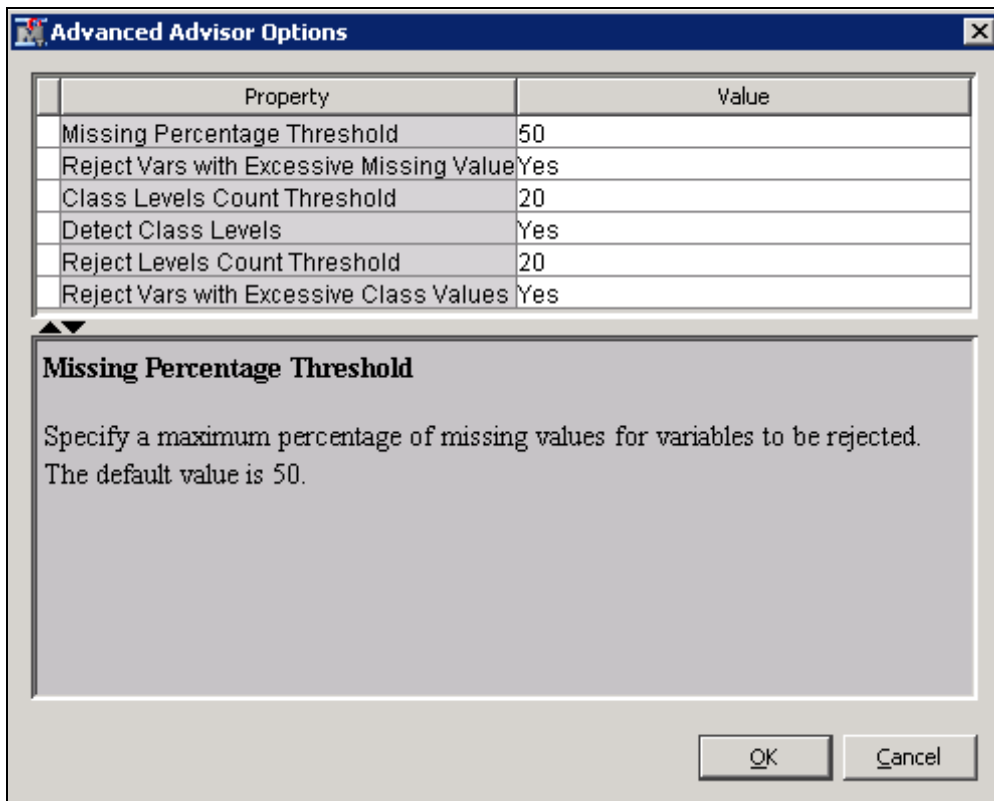 Advanced Advisor Options
Property Value
Missing Percentage Threshold 50
Reject Vars with Excessive Missing Value Yes
Class Levels Count Threshold 20
Detect Class Levels Yes
Reject Levels Count Threshold 20
Reject Vars with Excessive Class Values Yes
Missing Percentage Threshold
Specify a maximum percentage of missing values for variables to be rejected.
The default value is 50.
OK Cancel